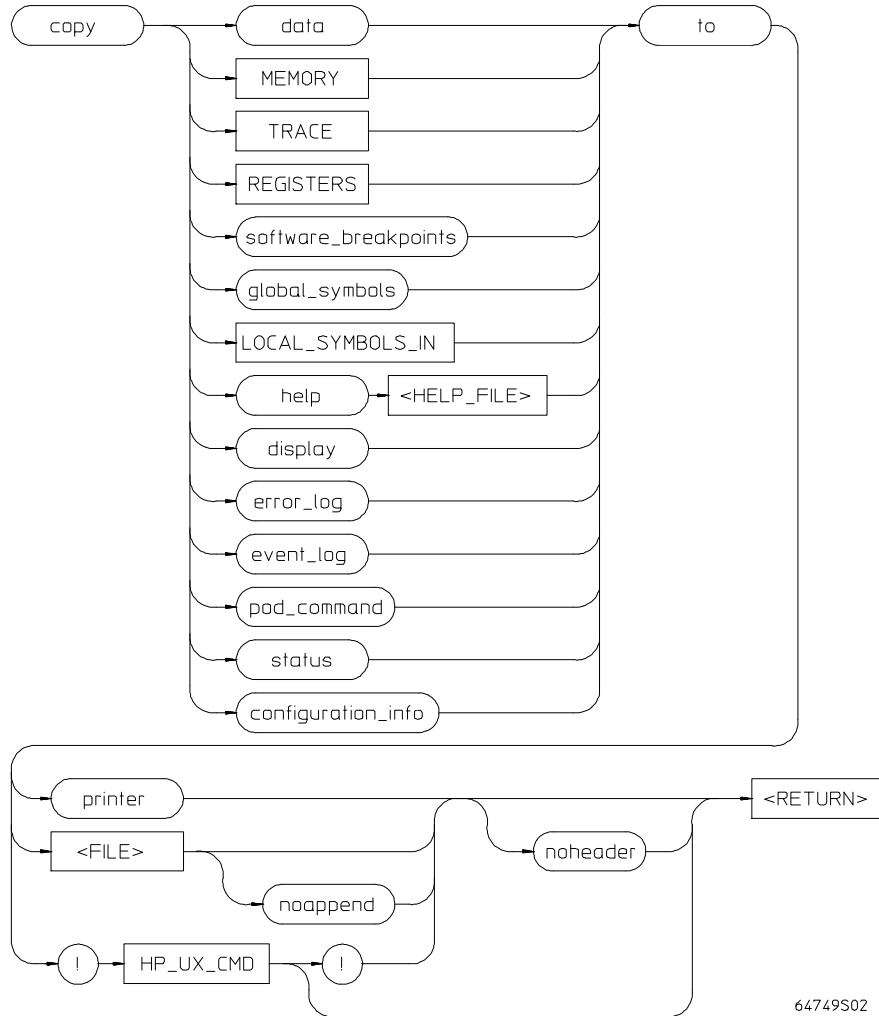 copy data to
MEMORY
TRACE
REGISTERS
software_breakpoints
global_symbols
LOCAL_SYMBOLS_IN
help <HELP_FILE>
display
error_log
event_log
pod_command
status
configuration_info
printer <RETURN>
<FILE> noheader
noappend
! HP_UX_CMD !
64749S02